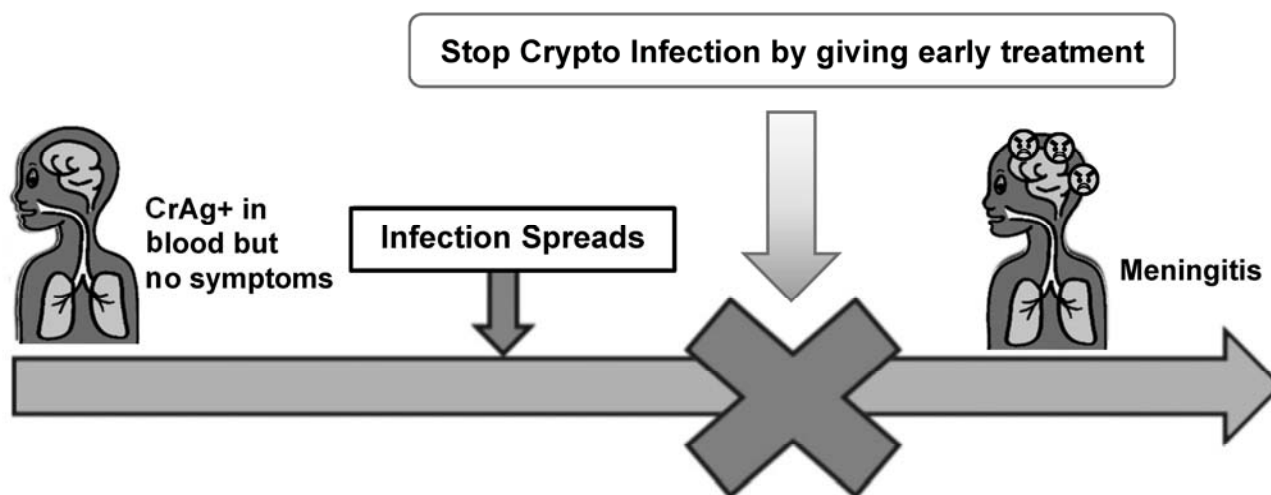 Stop Crypto Infection by giving early treatment
CrAg+ in
blood but
no symptoms
Infection Spreads
Meningitis